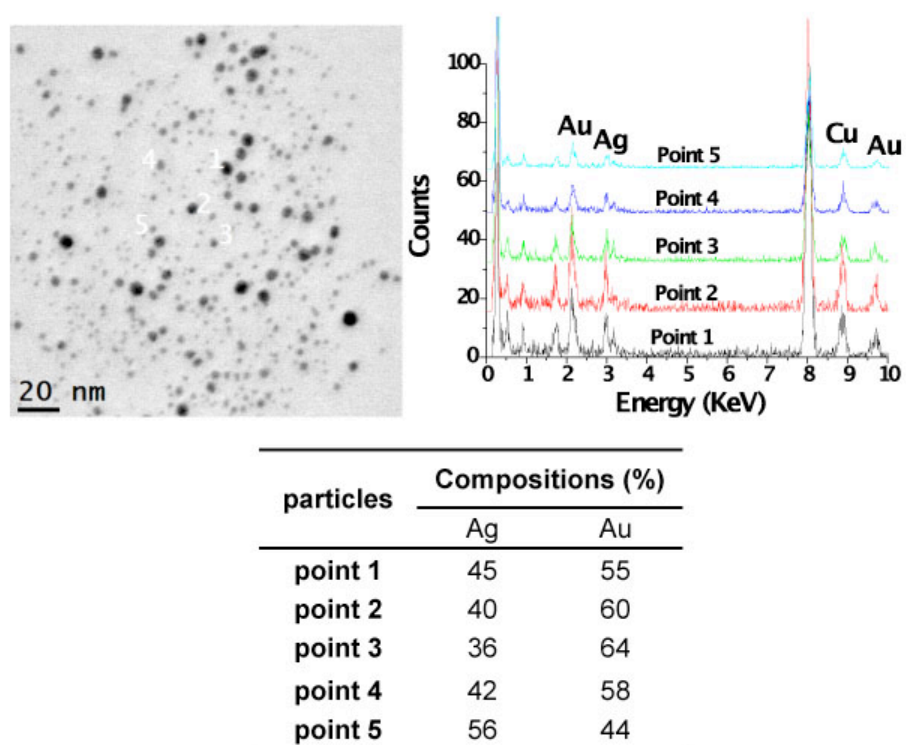 4
1
2
5
3
20 nm
Counts
100
80
60
40
20
0
Au
Ag
Cu
Au
Point 5
Point 4
Point 3
Point 2
Point 1
0 1 2 3 4 5 6 7 8 9 10
Energy (KeV)
particles
Compositions (%)
Ag Au
point 1 45 55
point 2 40 60
point 3 36 64
point 4 42 58
point 5 56 44